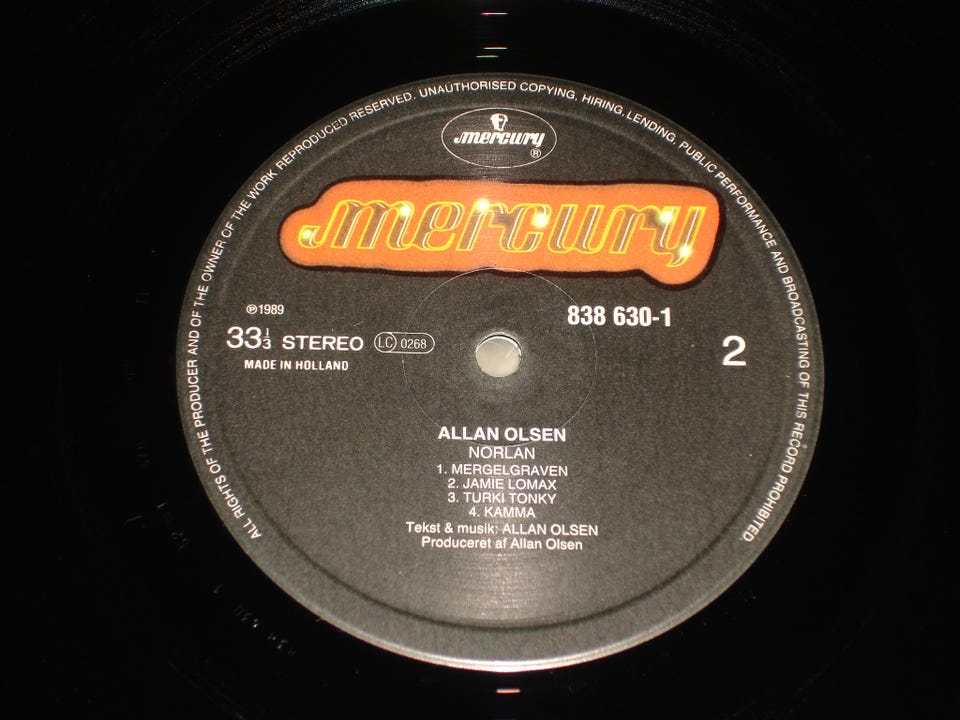 ALL RIGHTS OF THE PRODUCER AND OF THE OWNER OF THE WORK REPRODUCED RESERVED. UNAUTHORISED COPYING, HIRING, LENDING, PUBLIC PERFORMANCE AND BROADCASTING OF THIS RECORD PROHIBITED.
mercury ®
mercury
℗1989
838 630-1
33⅓ STEREO LC 0268
2
MADE IN HOLLAND
ALLAN OLSEN
NORLAN
1. MERGELGRAVEN
2. JAMIE LOMAX
3. TURKI TONKY
4. KAMMA
Tekst & musik: ALLAN OLSEN
Produceret af Allan Olsen